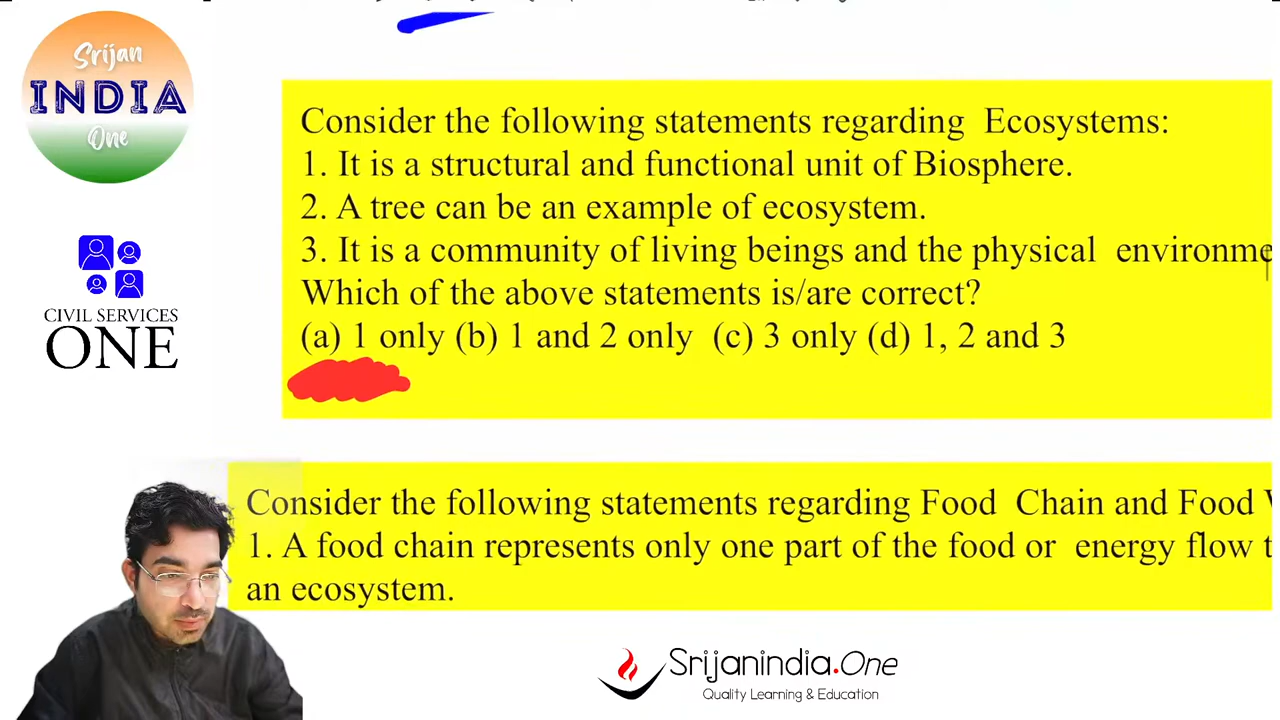 Srijan
INDIA
One
CIVIL SERVICES
ONE
Consider the following statements regarding Ecosystems:
1. It is a structural and functional unit of Biosphere.
2. A tree can be an example of ecosystem.
3. It is a community of living beings and the physical environme
Which of the above statements is/are correct?
(a) 1 only (b) 1 and 2 only (c) 3 only (d) 1, 2 and 3
Consider the following statements regarding Food Chain and Food
1. A food chain represents only one part of the food or energy flow t
an ecosystem.
Srijanindia.One
Quality Learning & Education